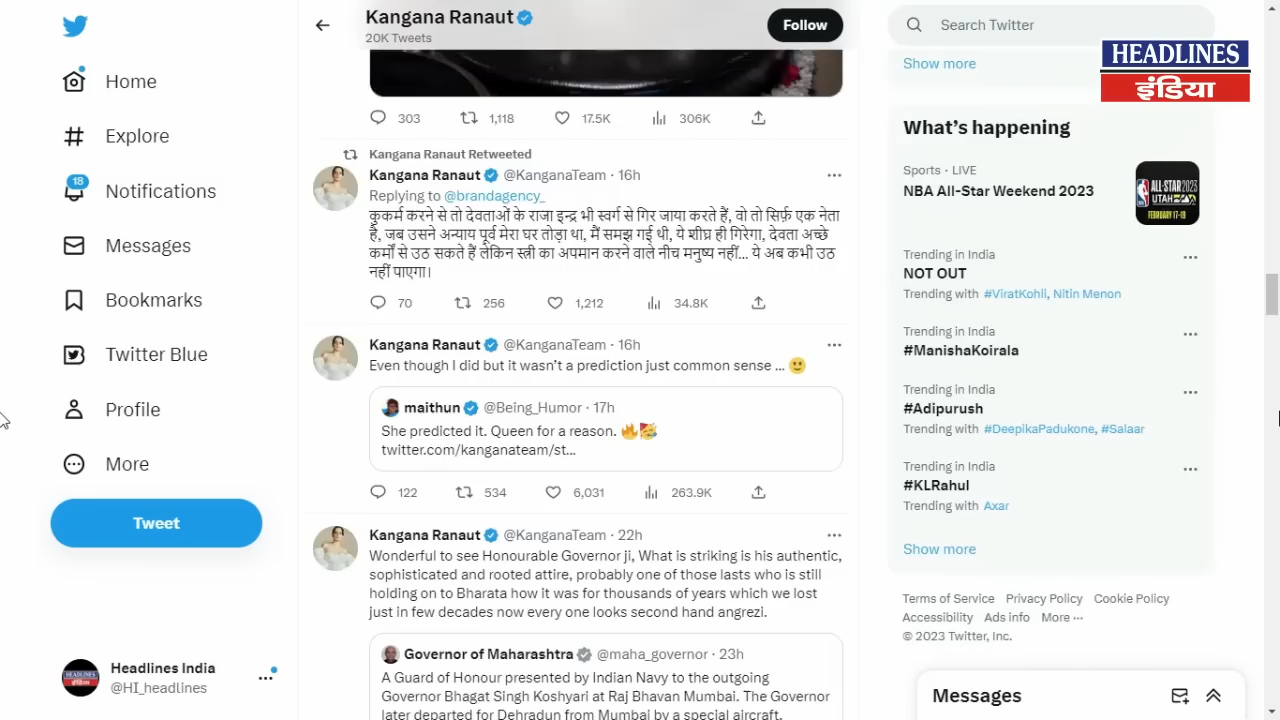 Home
Explore
18
Notifications
Messages
Bookmarks
Twitter Blue
Profile
More
Tweet
Headlines India
@HI_headlines
Kangana Ranaut
20K Tweets
Follow
303 1,118 17.5K 306K
Kangana Ranaut Retweeted
Kangana Ranaut @KanganaTeam · 16h
Replying to @brandagency_
कुकर्म करने से तो देवताओं के राजा इन्द्र भी स्वर्ग से गिर जाया करते हैं, वो तो सिर्फ़ एक नेता
है, जब उसने अन्याय पूर्व मेरा घर तोड़ा था, मैं समझ गई थी, ये शीघ्र ही गिरेगा, देवता अच्छे
कर्मों से उठ सकते हैं लेकिन स्त्री का अपमान करने वाले नीच मनुष्य नहीं... ये अब कभी उठ
नहीं पाएगा।
70 256 1,212 34.8K
Kangana Ranaut @KanganaTeam · 16h
Even though I did but it wasn't a prediction just common sense ... 🙂
maithun @Being_Humor · 17h
She predicted it. Queen for a reason. 🔥🥳
twitter.com/kanganateam/st...
122 534 6,031 263.9K
Kangana Ranaut @KanganaTeam · 22h
Wonderful to see Honourable Governor ji, What is striking is his authentic,
sophisticated and rooted attire, probably one of those lasts who is still
holding on to Bharata how it was for thousands of years which we lost
just in few decades now every one looks second hand angrezi.
Governor of Maharashtra @maha_governor · 23h
A Guard of Honour presented by Indian Navy to the outgoing
Governor Bhagat Singh Koshyari at Raj Bhavan Mumbai. The Governor
later departed for Dehradun from Mumbai by a special aircraft.
Search Twitter
Show more
HEADLINES
इंडिया
What's happening
Sports · LIVE
NBA All-Star Weekend 2023
ALL-STAR 2023
UTAH
FEBRUARY 17-19
Trending in India
NOT OUT
Trending with #ViratKohli, Nitin Menon
Trending in India
#ManishaKoirala
Trending in India
#Adipurush
Trending with #DeepikaPadukone, #Salaar
Trending in India
#KLRahul
Trending with Axar
Show more
Terms of Service Privacy Policy Cookie Policy
Accessibility Ads info More ···
© 2023 Twitter, Inc.
Messages